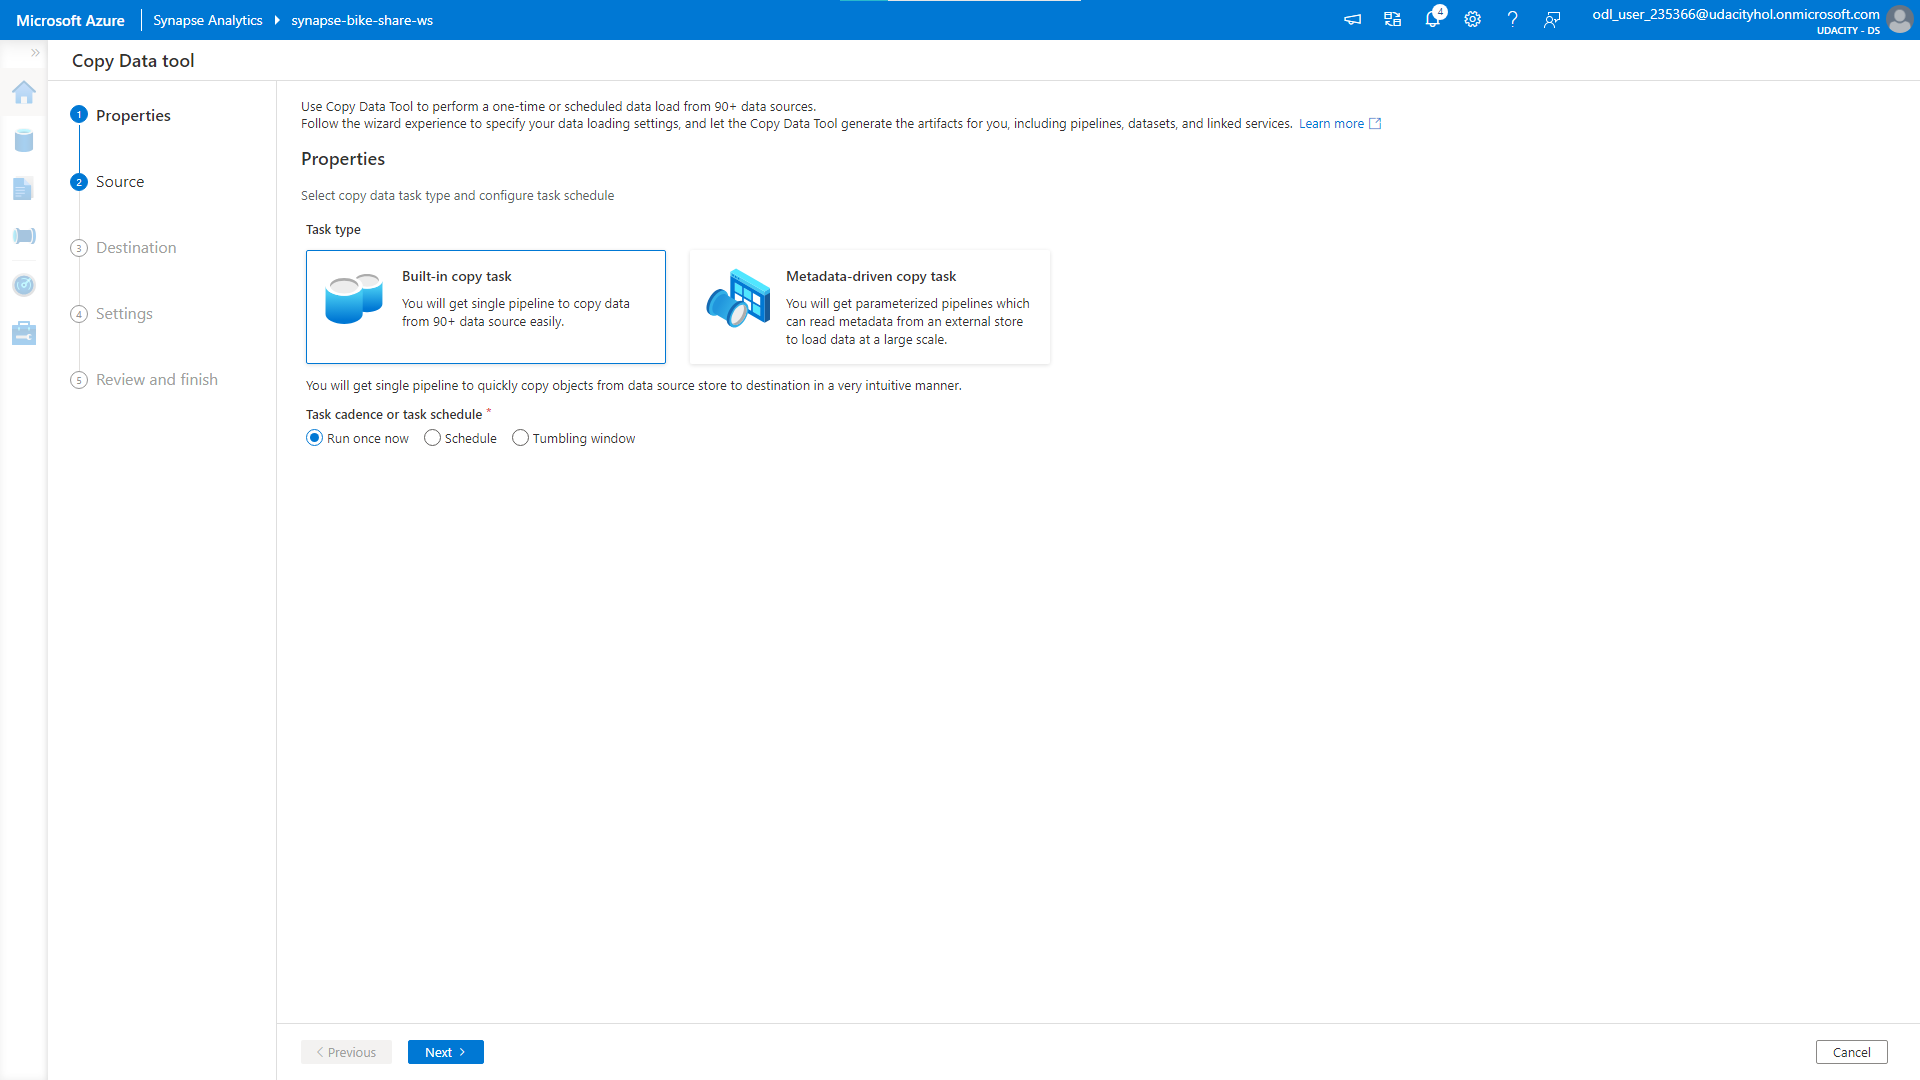 Microsoft Azure
Synapse Analytics
synapse-bike-share-ws
4
odl_user_235366@udacityhol.onmicrosoft.com
UDACITY - DS
Copy Data tool
1 Properties
2 Source
3 Destination
4 Settings
5 Review and finish
Use Copy Data Tool to perform a one-time or scheduled data load from 90+ data sources.
Follow the wizard experience to specify your data loading settings, and let the Copy Data Tool generate the artifacts for you, including pipelines, datasets, and linked services. Learn more
Properties
Select copy data task type and configure task schedule
Task type
Built-in copy task
You will get single pipeline to copy data
from 90+ data source easily.
Metadata-driven copy task
You will get parameterized pipelines which
can read metadata from an external store
to load data at a large scale.
You will get single pipeline to quickly copy objects from data source store to destination in a very intuitive manner.
Task cadence or task schedule *
Run once now
Schedule
Tumbling window
< Previous
Next >
Cancel